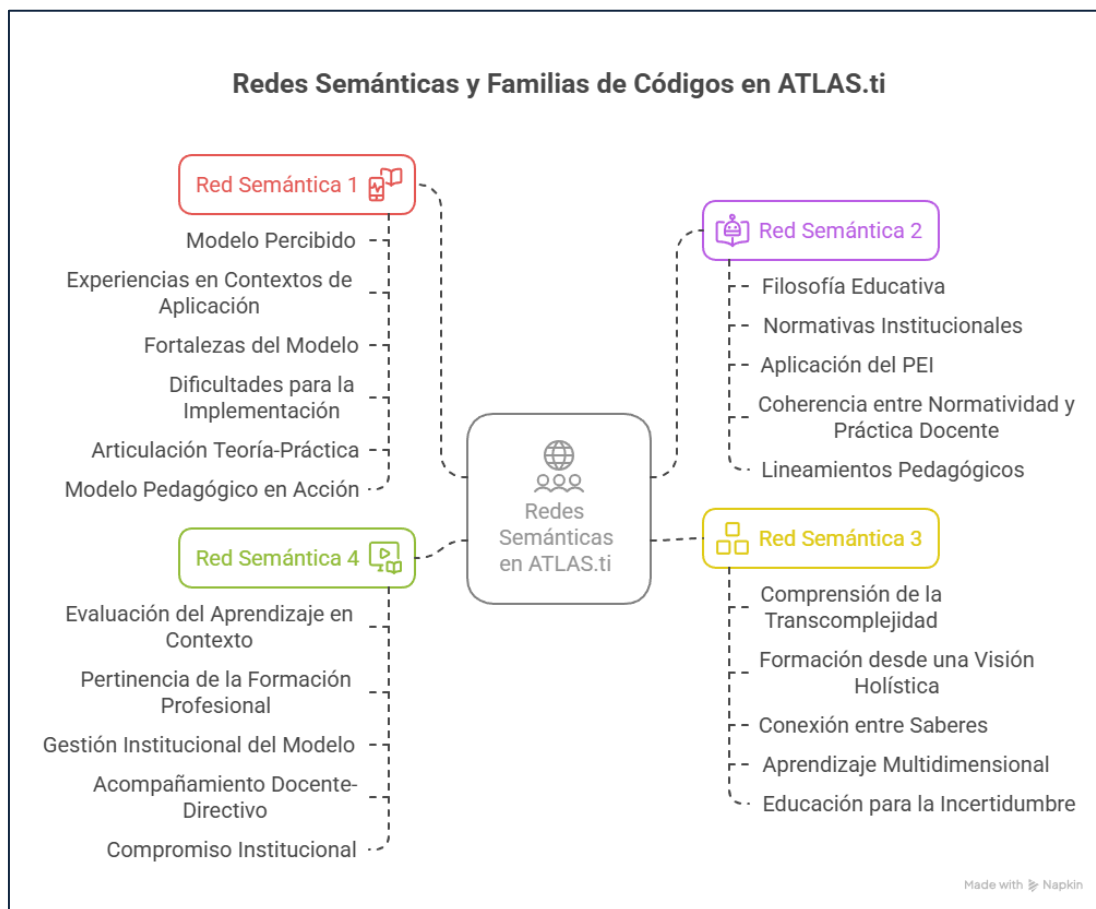 Redes Semánticas y Familias de Códigos en ATLAS.ti
Red Semántica 1
Modelo Percibido
Experiencias en Contextos de
Aplicación
Fortalezas del Modelo
Dificultades para la
Implementación
Articulación Teoría-Práctica
Modelo Pedagógico en Acción
Red Semántica 2
Filosofía Educativa
Normativas Institucionales
Aplicación del PEI
Coherencia entre Normatividad y
Práctica Docente
Lineamientos Pedagógicos
Redes
Semánticas
en ATLAS.ti
Red Semántica 4
Evaluación del Aprendizaje en
Contexto
Pertinencia de la Formación
Profesional
Gestión Institucional del Modelo
Acompañamiento Docente-
Directivo
Compromiso Institucional
Red Semántica 3
Comprensión de la
Transcomplejidad
Formación desde una Visión
Holística
Conexión entre Saberes
Aprendizaje Multidimensional
Educación para la Incertidumbre
Made with Napkin